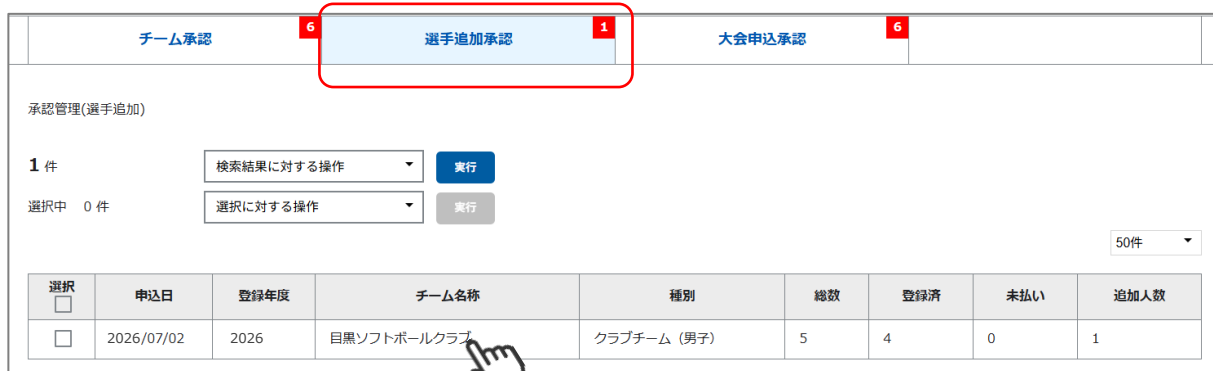 チーム承認 6 選手追加承認 1 大会申込承認 6
承認管理(選手追加)
1 件 検索結果に対する操作 実行
選択中 0 件 選択に対する操作 実行
50件
選択 申込日 登録年度 チーム名称 種別 総数 登録済 未払い 追加人数
2026/07/02 2026 目黒ソフトボールクラブ クラブチーム（男子） 5 4 0 1